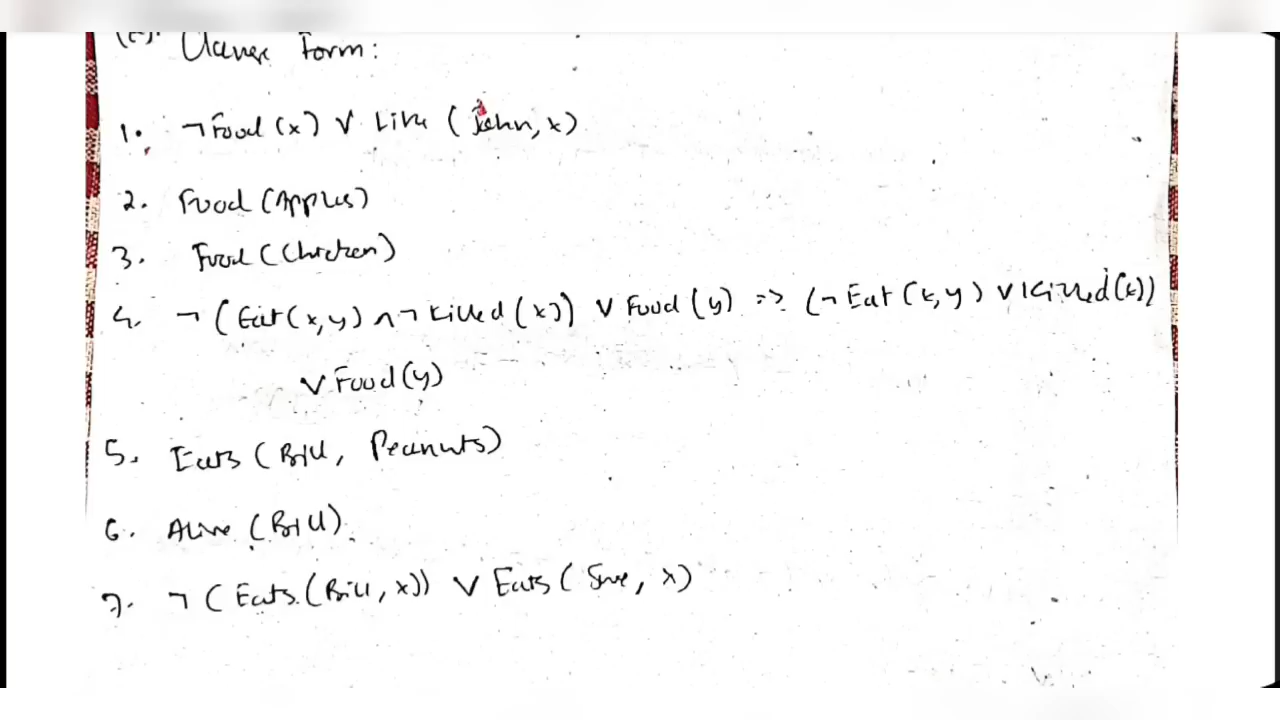 (c). Clause Form:
1. ¬Food (x) ∨ Like (John, x)
2. Food (Apples)
3. Food (Chicken)
4. ¬ (Eat(x,y) ∧ ¬ Killed (x)) ∨ Food (y) => (¬ Eat (x,y) ∨ Killed(x))
∨ Food(y)
5. Eats (Bill, Peanuts)
6. Alive (Bill).
7. ¬ (Eats (Bill, x)) ∨ Eats (Sue, x)